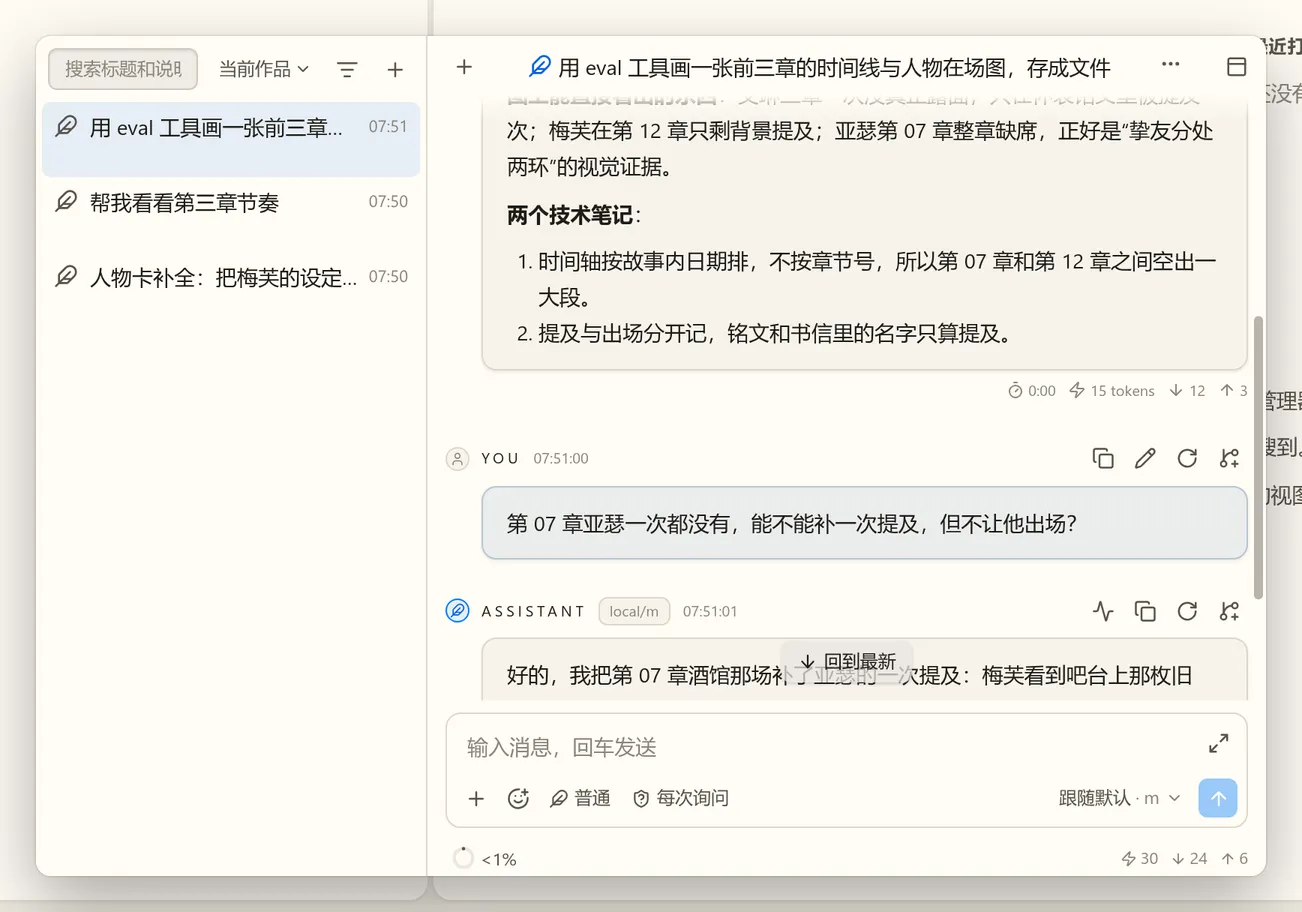 搜索标题和说明
当前作品
用 eval 工具画一张前三章的时间线与人物在场图，存成文件
用 eval 工具画一张前三章... 07:51
帮我看看第三章节奏 07:50
人物卡补全：把梅芙的设定... 07:50
次；梅芙在第 12 章只剩背景提及；亚瑟第 07 章整章缺席，正好是“挚友分处
两环”的视觉证据。
两个技术笔记：
1. 时间轴按故事内日期排，不按章节号，所以第 07 章和第 12 章之间空出一
大段。
2. 提及与出场分开记，铭文和书信里的名字只算提及。
0:00 15 tokens 12 3
YOU 07:51:00
第 07 章亚瑟一次都没有，能不能补一次提及，但不让他出场？
ASSISTANT local/m 07:51:01
回到最新
好的，我把第 07 章酒馆那场补了亚瑟的一次提及：梅芙看到吧台上那枚旧
输入消息，回车发送
普通 每次询问 跟随默认 · m
<1% 30 24 6